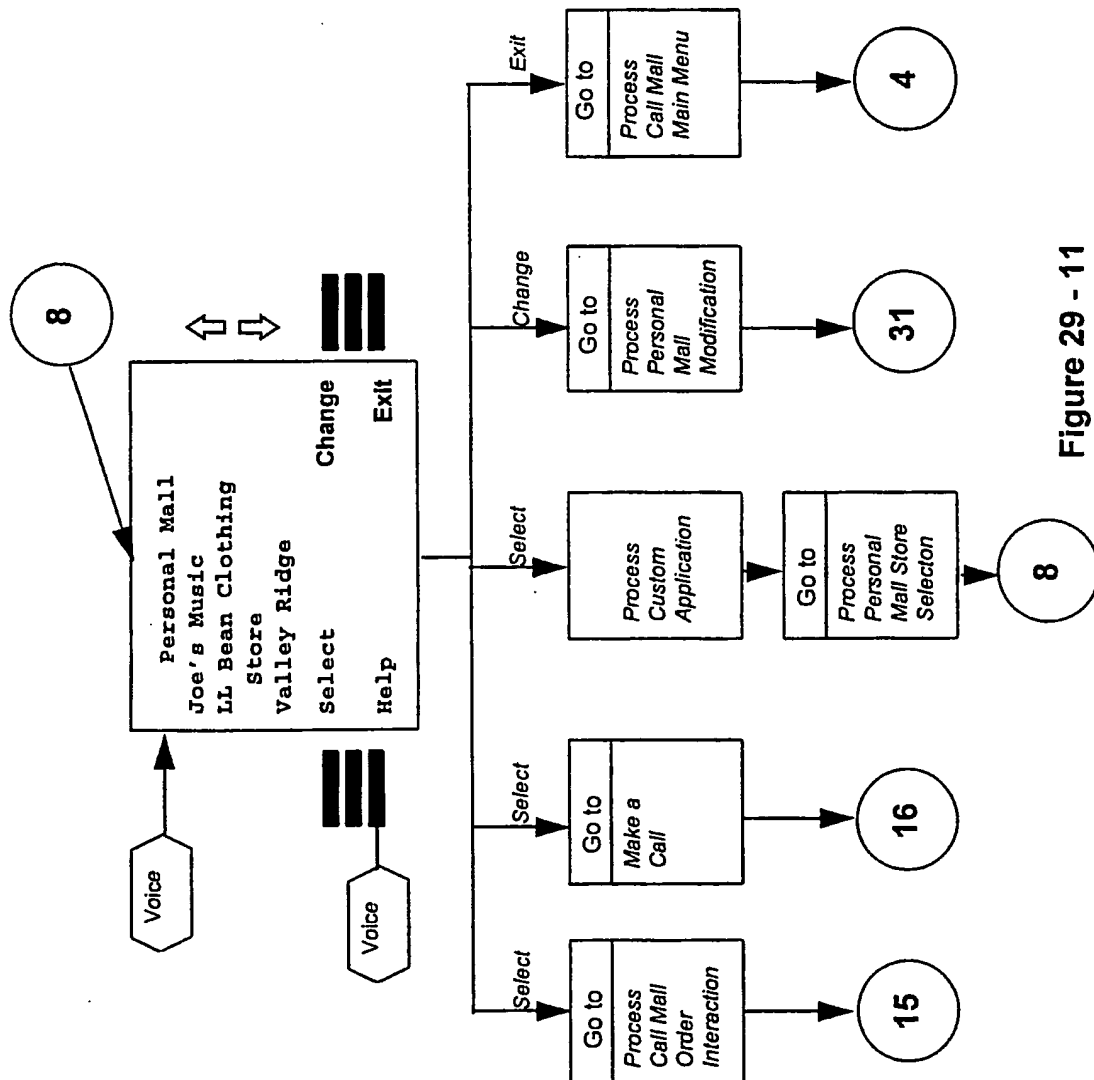 8
Voice
Personal Mall
Joe's Music
LL Bean Clothing
Store
Valley Ridge
Select Change
Help Exit
Voice
Select
Select
Select
Change
Exit
Go to
Process
Call Mall
Order
Interaction
Go to
Make a
Call
Process
Custom
Application
Go to
Process
Personal
Mall
Modification
Go to
Process
Call Mall
Main Menu
15
16
Go to
Process
Personal
Mall Store
Selecton
8
31
4
Figure 29 - 11